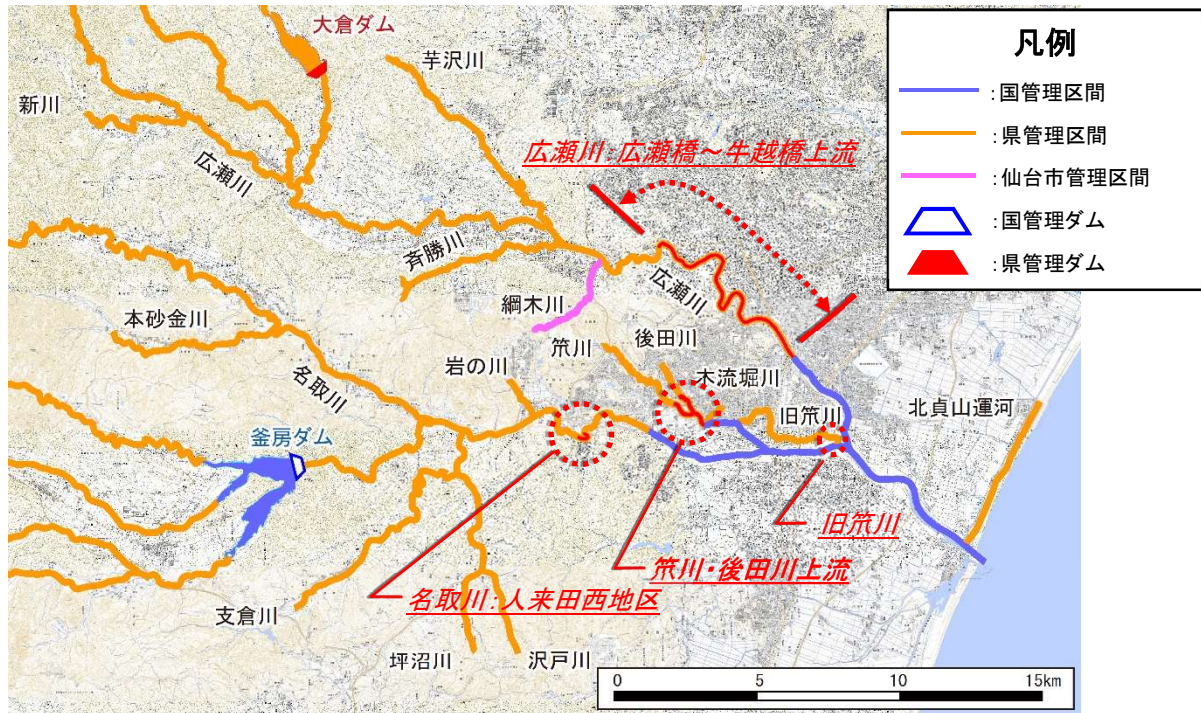 大倉ダム
芋沢川
新川
広瀬川
広瀬川：広瀬橋～牛越橋上流
斉勝川
広瀬川
綱木川
本砂金川
笊川
後田川
岩の川
木流堀川
名取川
旧笊川
北貞山運河
釜房ダム
旧笊川
笊川・後田川上流
名取川：人来田西地区
支倉川
坪沼川
沢戸川
凡例
：国管理区間
：県管理区間
：仙台市管理区間
：国管理ダム
：県管理ダム
0 5 10 15km